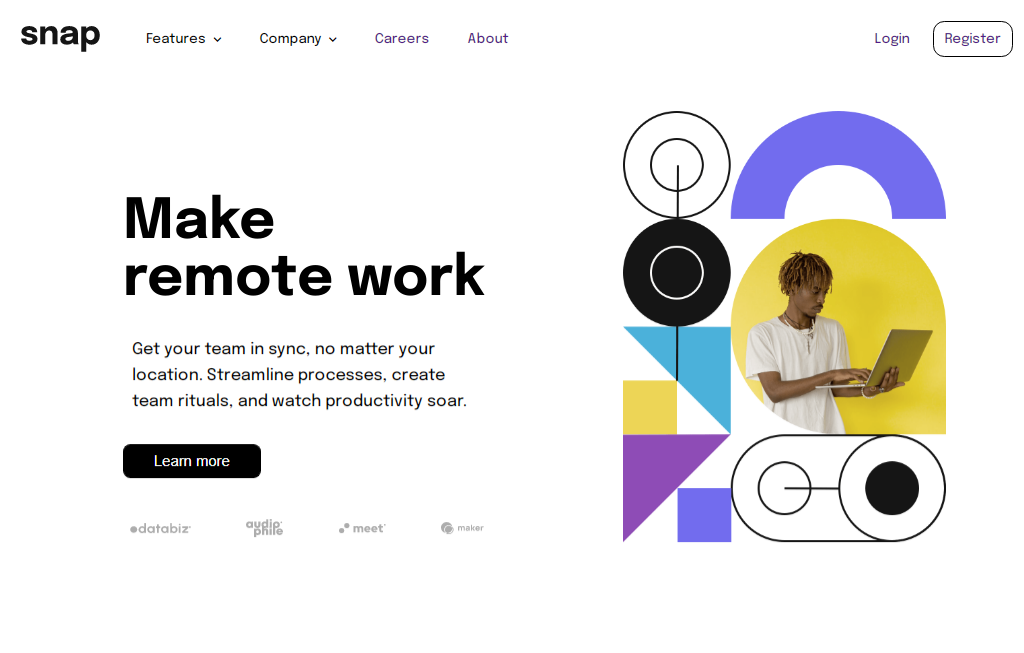 snap Features Company Careers About Login Register
Make
remote work
Get your team in sync, no matter your
location. Streamline processes, create
team rituals, and watch productivity soar.
Learn more
databiz audiophile meet maker